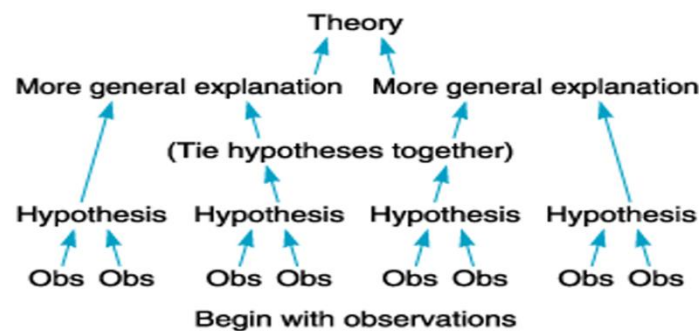 Theory
More general explanation More general explanation
(Tie hypotheses together)
Hypothesis Hypothesis Hypothesis Hypothesis
Obs Obs Obs Obs Obs Obs Obs Obs
Begin with observations